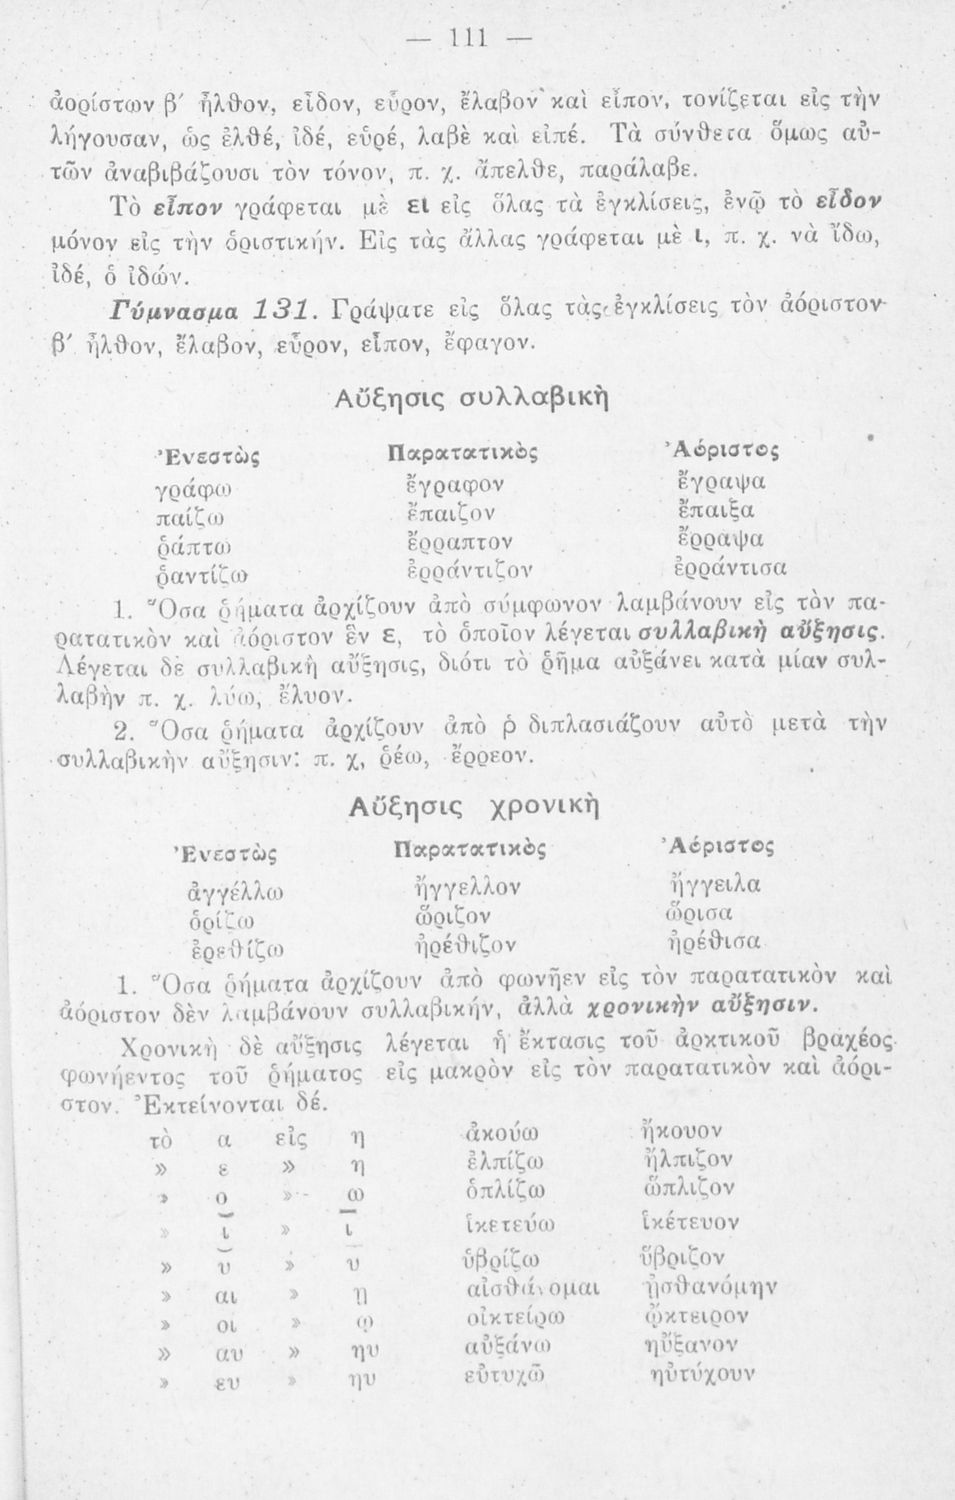 — 111 —
ἀορίστων β′ ἦλθον, εἶδον, εὗρον, ἔλαβον καὶ εἶπον, τονίζεται εἰς τὴν
λήγουσαν, ὡς ἐλθέ, ἰδέ, εὑρέ, λαβὲ καὶ εἰπέ. Τὰ σύνθετα ὅμως αὐ-
τῶν ἀναβιβάζουσι τὸν τόνον, π. χ. ἄπελθε, παράλαβε.
Τὸ εἶπον γράφεται μὲ ει εἰς ὅλας τὰ ἐγκλίσεις, ἐνῷ τὸ εἶδον
μόνον εἰς τὴν ὁριστικήν. Εἰς τὰς ἄλλας γράφεται μὲ ι, π. χ. νὰ ἴδω,
ἰδέ, ὁ ἰδών.
Γύμνασμα 131. Γράψατε εἰς ὅλας τὰς ἐγκλίσεις τὸν ἀόριστον
β′ ἦλθον, ἔλαβον, εὗρον, εἶπον, ἔφαγον.
Αὔξησις συλλαβικὴ
Ἐνεστὼς Παρατατικὸς Ἀόριστος
γράφω ἔγραφον ἔγραψα
παίζω ἔπαιζον ἔπαιξα
ῥάπτω ἔρραπτον ἔρραψα
ῥαντίζω ἐρράντιζον ἐρράντισα
1. Ὅσα ῥήματα ἀρχίζουν ἀπὸ σύμφωνον λαμβάνουν εἰς τὸν πα-
ρατατικὸν καὶ ἀόριστον ἓν ε, τὸ ὁποῖον λέγεται συλλαβικὴ αὔξησις.
Λέγεται δὲ συλλαβικὴ αὔξησις, διότι τὸ ῥῆμα αὐξάνει κατὰ μίαν συλ-
λαβὴν π. χ. λύω, ἔλυον.
2. Ὅσα ῥήματα ἀρχίζουν ἀπὸ ῥ διπλασιάζουν αὐτὸ μετὰ τὴν
συλλαβικὴν αὔξησιν: π. χ, ῥέω, ἔρρεον.
Αὔξησις χρονικὴ
Ἐνεστὼς Παρατατικὸς Ἀόριστος
ἀγγέλλω ἤγγελλον ἤγγειλα
ὁρίζω ὥριζον ὥρισα
ἐρεθίζω ἠρέθιζον ἠρέθισα
1. Ὅσα ῥήματα ἀρχίζουν ἀπὸ φωνῆεν εἰς τὸν παρατατικὸν καὶ
ἀόριστον δὲν λαμβάνουν συλλαβικήν, ἀλλὰ χρονικὴν αὔξησιν.
Χρονικὴ δὲ αὔξησις λέγεται ἡ ἔκτασις τοῦ ἀρκτικοῦ βραχέος
φωνήεντος τοῦ ῥήματος εἰς μακρὸν εἰς τὸν παρατατικὸν καὶ ἀόρι-
στον. Ἐκτείνονται δέ.
τὸ α εἰς η ἀκούω ἤκουον
» ε » η ἐλπίζω ἤλπιζον
» ο » ω ὁπλίζω ὥπλιζον
» ῐ » ῑ ἱκετεύω ἱκέτευον
» ῠ » ῡ ὑβρίζω ὕβριζον
» αι » ῃ αἰσθάνομαι ᾐσθανόμην
» οι » ῳ οἰκτείρω ᾤκτειρον
» αυ » ηυ αὐξάνω ηὔξανον
» ευ » ηυ εὐτυχῶ ηὐτύχουν